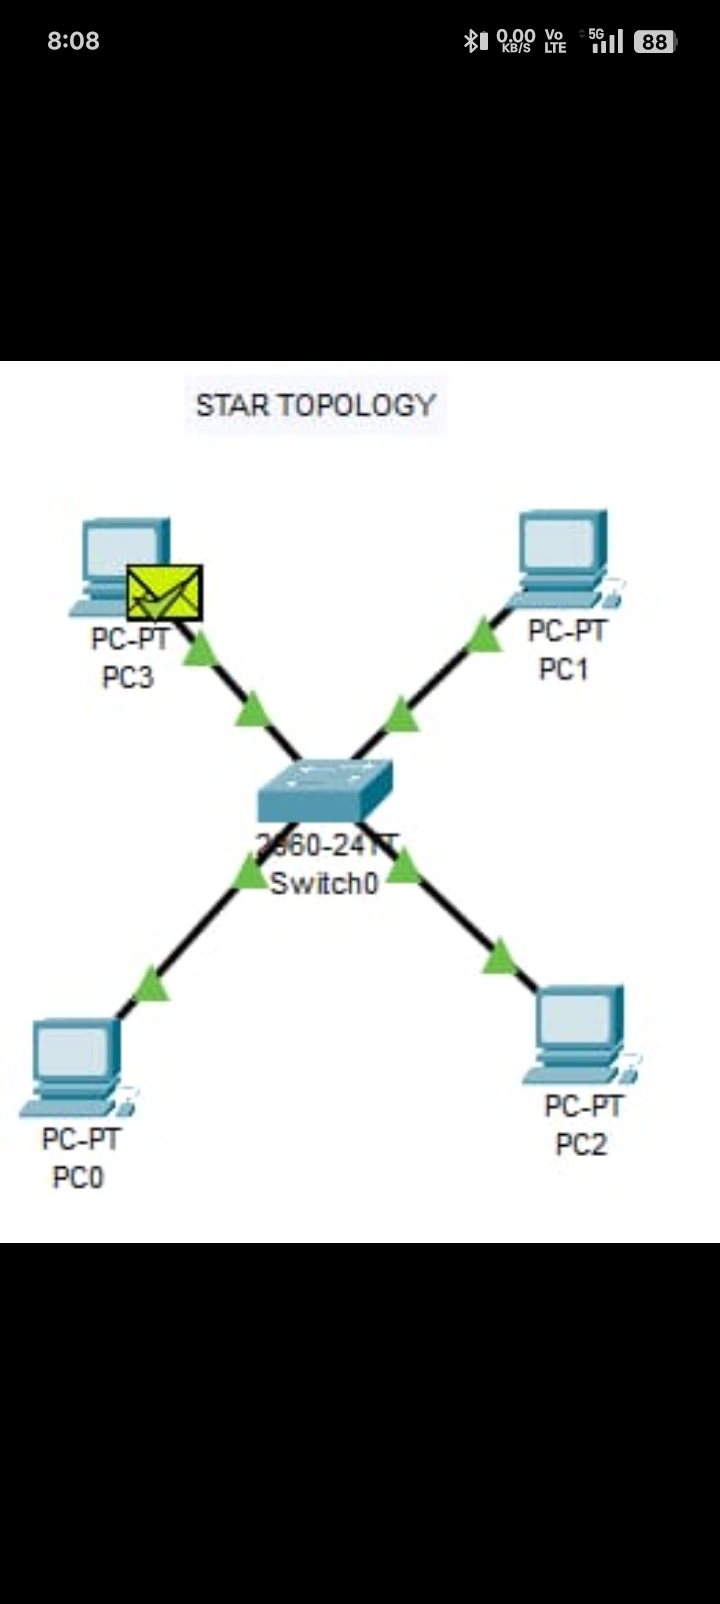 8:08
0.00 KB/S Vo LTE 5G 88
STAR TOPOLOGY
PC-PT
PC3
PC-PT
PC1
2960-24TT
Switch0
PC-PT
PC0
PC-PT
PC2